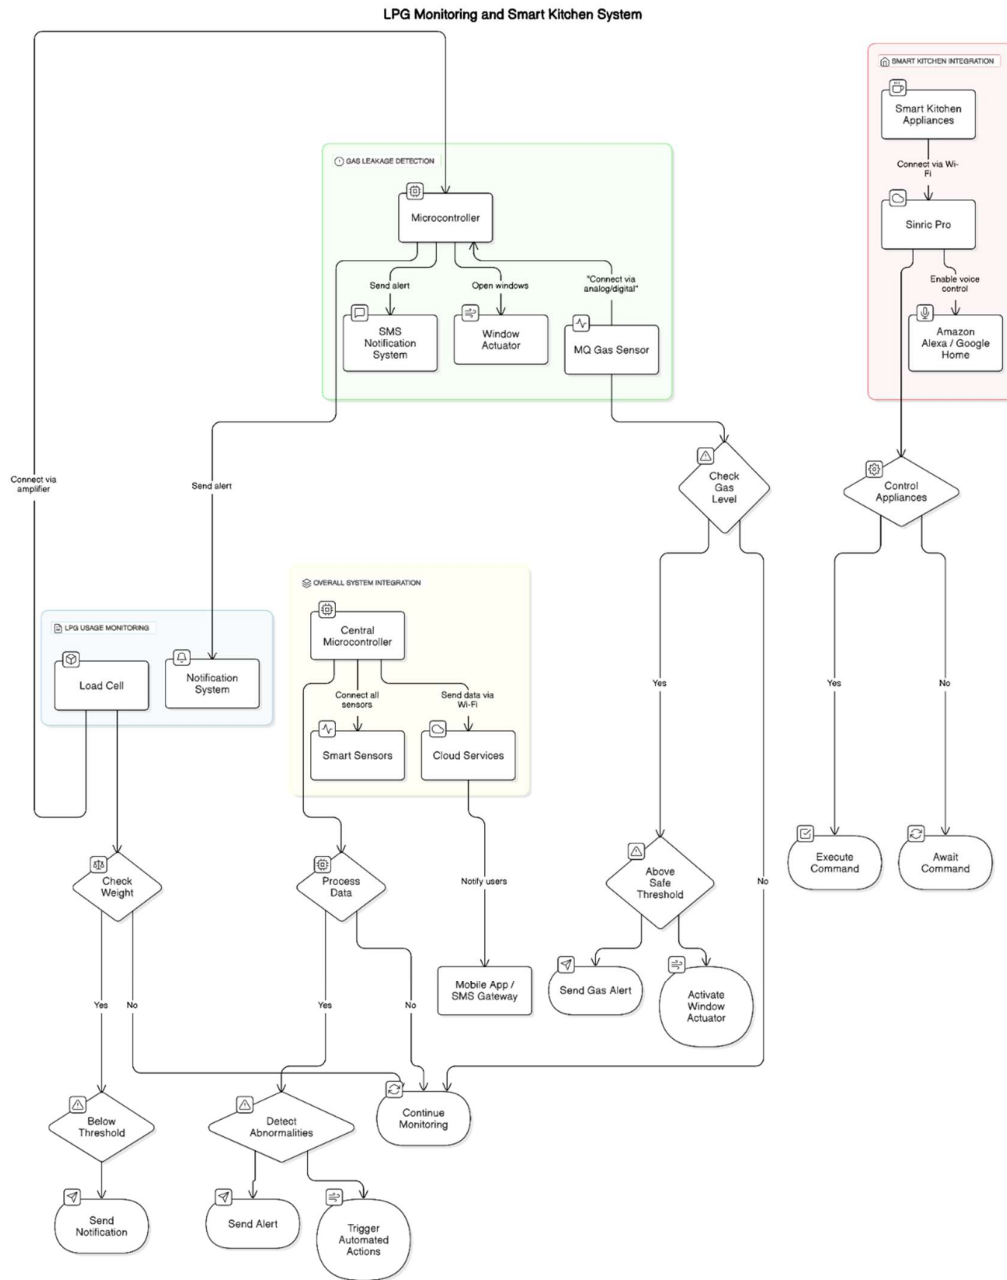 LPG Monitoring and Smart Kitchen System
SMART KITCHEN INTEGRATION
Smart Kitchen
Appliances
Connect via Wi-
Fi
Sinric Pro
Enable voice
control
Amazon
Alexa / Google
Home
GAS LEAKAGE DETECTION
Microcontroller
Send alert
Open windows
"Connect via
analog/digital"
SMS
Notification
System
Window
Actuator
MQ Gas Sensor
Connect via
amplifier
Send alert
Check
Gas
Level
Control
Appliances
OVERALL SYSTEM INTEGRATION
Central
Microcontroller
Connect all
sensors
Send data via
Wi-Fi
Smart Sensors
Cloud Services
LPG USAGE MONITORING
Load Cell
Notification
System
Yes
Yes
No
Check
Weight
Process
Data
Notify users
Above
Safe
Threshold
No
Execute
Command
Await
Command
Yes
No
Yes
No
Mobile App /
SMS Gateway
Send Gas Alert
Activate
Window
Actuator
Below
Threshold
Detect
Abnormalities
Continue
Monitoring
Send
Notification
Send Alert
Trigger
Automated
Actions